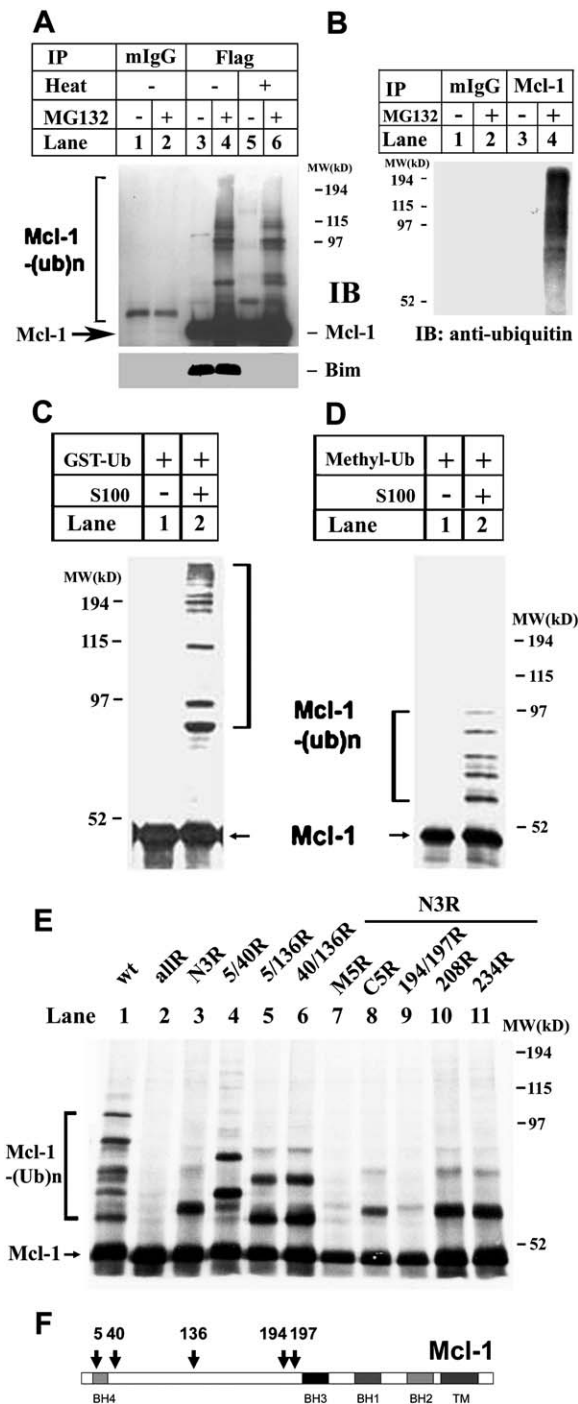 A
IP mIgG Flag
Heat - - +
MG132 - + - + - +
Lane 1 2 3 4 5 6
MW(kD)
-194
-115
-97
Mcl-1
-(ub)n
IB
Mcl-1
– Mcl-1
– Bim
B
IP mIgG Mcl-1
MG132 - + - +
Lane 1 2 3 4
MW(kD)
194 -
115 -
97 -
52 -
IB: anti-ubiquitin
C
GST-Ub + +
S100 - +
Lane 1 2
MW(kD)
194 –
115 –
97 –
52 –
D
Methyl-Ub + +
S100 - +
Lane 1 2
MW(kD)
– 194
– 115
– 97
– 52
Mcl-1
-(ub)n
Mcl-1
E
N3R
wt allR N3R 5/40R 5/136R 40/136R M5R C5R 194/197R 208R 234R
Lane 1 2 3 4 5 6 7 8 9 10 11
MW(kD)
– 194
– 115
– 97
– 52
Mcl-1
-(Ub)n
Mcl-1
F
5 40 136 194 197
Mcl-1
BH4 BH3 BH1 BH2 TM